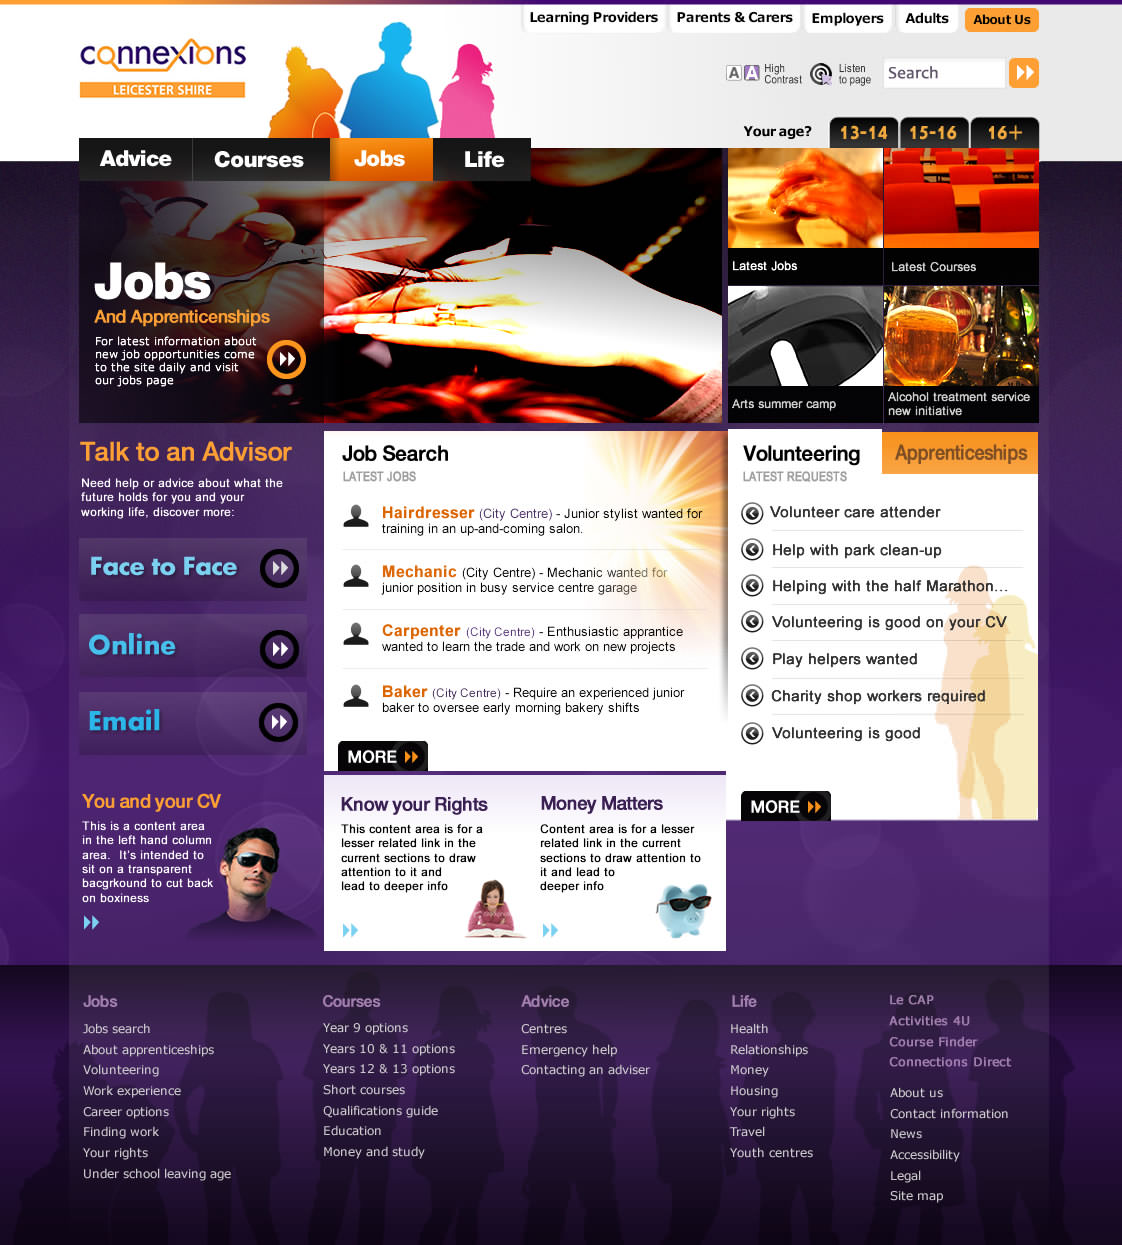 Learning Providers
Parents & Carers
Employers
Adults
About Us
connexions
LEICESTER SHIRE
High
Contrast
Listen
to page
Search
Your age?
13-14
15-16
16+
Advice
Courses
Jobs
Life
Jobs
And Apprenticenships
For latest information about
new job opportunities come
to the site daily and visit
our jobs page
Latest Jobs
Latest Courses
Arts summer camp
Alcohol treatment service
new initiative
Talk to an Advisor
Need help or advice about what the
future holds for you and your
working life, discover more:
Face to Face
Online
Email
You and your CV
This is a content area
in the left hand column
area. It's intended to
sit on a transparent
bacgrkound to cut back
on boxiness
Job Search
LATEST JOBS
Hairdresser (City Centre) - Junior stylist wanted for
training in an up-and-coming salon.
Mechanic (City Centre) - Mechanic wanted for
junior position in busy service centre garage
Carpenter (City Centre) - Enthusiastic apprantice
wanted to learn the trade and work on new projects
Baker (City Centre) - Require an experienced junior
baker to oversee early morning bakery shifts
MORE
Know your Rights
This content area is for a
lesser related link in the
current sections to draw
attention to it and
lead to deeper info
Money Matters
Content area is for a lesser
related link in the current
sections to draw attention to
it and lead to
deeper info
Volunteering
LATEST REQUESTS
Apprenticeships
Volunteer care attender
Help with park clean-up
Helping with the half Marathon...
Volunteering is good on your CV
Play helpers wanted
Charity shop workers required
Volunteering is good
MORE
Jobs
Jobs search
About apprenticeships
Volunteering
Work experience
Career options
Finding work
Your rights
Under school leaving age
Courses
Year 9 options
Years 10 & 11 options
Years 12 & 13 options
Short courses
Qualifications guide
Education
Money and study
Advice
Centres
Emergency help
Contacting an adviser
Life
Health
Relationships
Money
Housing
Your rights
Travel
Youth centres
Le CAP
Activities 4U
Course Finder
Connections Direct
About us
Contact information
News
Accessibility
Legal
Site map